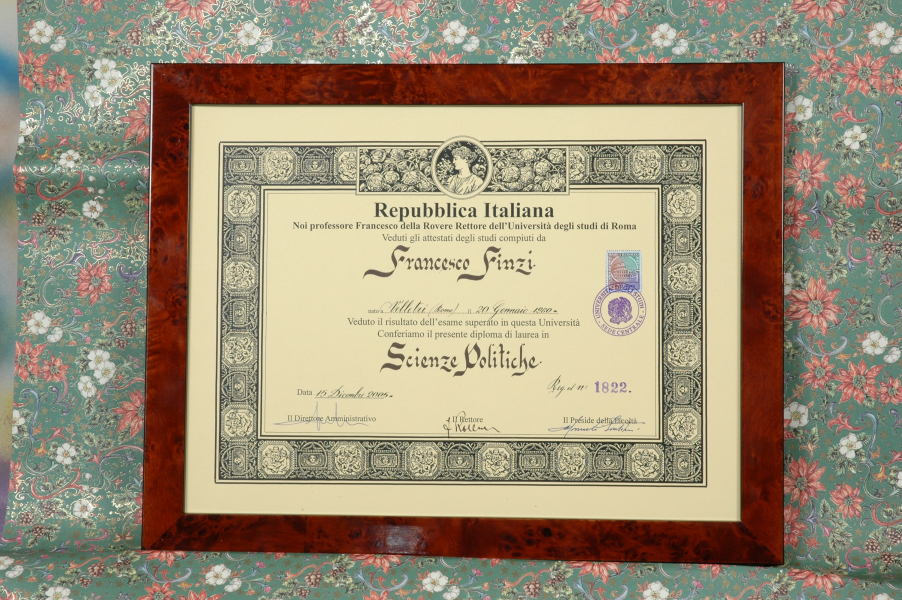 Repubblica Italiana
Noi professore Francesco della Rovere Rettore dell'Università degli studi di Roma
Veduti gli attestati degli studi compiuti da
Francesco Finzi
nato a Velletri (Roma) il 20 Gennaio
Veduto il risultato dell'esame superato in questa Università
Conferiamo il presente diploma di laurea in
Scienze Politiche
Reg. al n° 1822.
Data 15 Dicembre 2005
Il Direttore Amministrativo Il Rettore Il Preside della Facoltà
SEDE CENTRALE